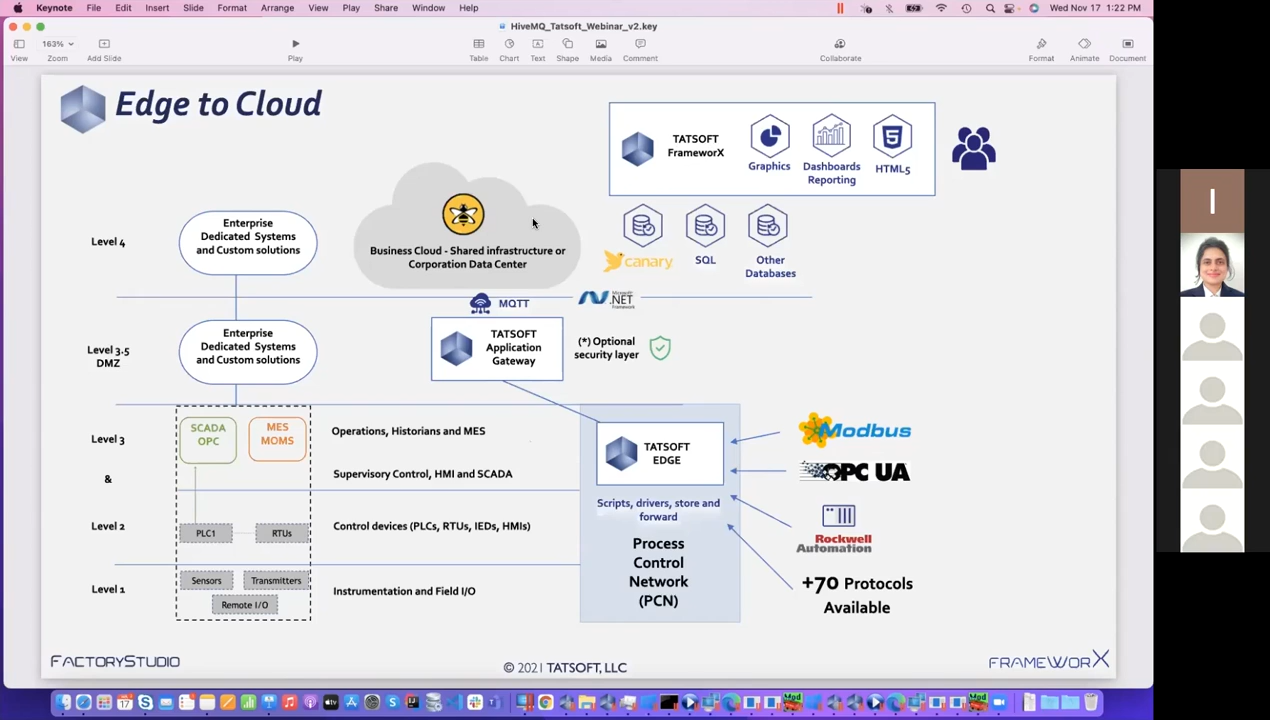 Keynote File Edit Insert Slide Format Arrange View Play Share Window Help
Wed Nov 17 1:22 PM
HiveMQ_Tatsoft_Webinar_v2.key
163%
View Zoom Add Slide Play Table Chart Text Shape Media Comment Collaborate Format Animate Document
Edge to Cloud
TATSOFT
FrameworX
Graphics
Dashboards
Reporting
HTML5
Level 4
Enterprise
Dedicated Systems
and Custom solutions
Business Cloud - Shared infrastructure or
Corporation Data Center
canary
SQL
Other
Databases
MQTT
Microsoft
.NET
Framework
Level 3.5
DMZ
Enterprise
Dedicated Systems
and Custom solutions
TATSOFT
Application
Gateway
(*) Optional
security layer
Level 3
SCADA
OPC
MES
MOMS
Operations, Historians and MES
TATSOFT
EDGE
Modbus
&
Supervisory Control, HMI and SCADA
OPC UA
Scripts, drivers, store and
forward
Level 2
PLC1
RTUs
Control devices (PLCs, RTUs, IEDs, HMIs)
Rockwell
Automation
Process
Control
Network
(PCN)
Level 1
Sensors
Transmitters
Remote I/O
Instrumentation and Field I/O
+70 Protocols
Available
FACTORYSTUDIO
© 2021 TATSOFT, LLC
FRAMEWORX
I